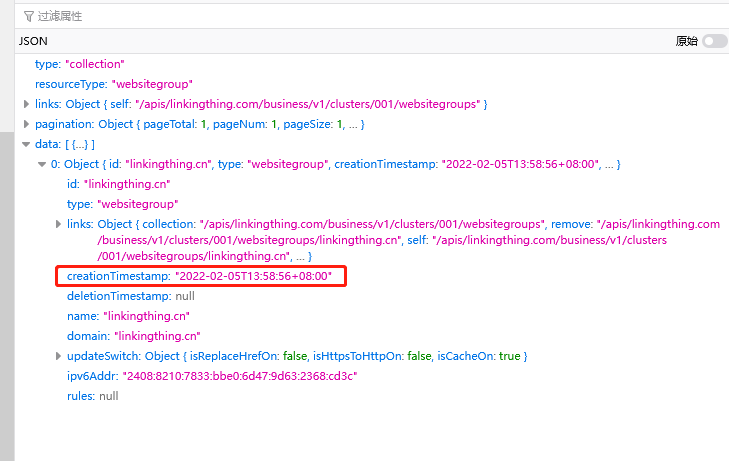 过滤属性
JSON
原始
type: "collection"
resourceType: "websitegroup"
links: Object { self: "/apis/linkingthing.com/business/v1/clusters/001/websitegroups" }
pagination: Object { pageTotal: 1, pageNum: 1, pageSize: 1, … }
data: [ {…} ]
0: Object { id: "linkingthing.cn", type: "websitegroup", creationTimestamp: "2022-02-05T13:58:56+08:00", … }
id: "linkingthing.cn"
type: "websitegroup"
links: Object { collection: "/apis/linkingthing.com/business/v1/clusters/001/websitegroups", remove: "/apis/linkingthing.com
/business/v1/clusters/001/websitegroups/linkingthing.cn", self: "/apis/linkingthing.com/business/v1/clusters
/001/websitegroups/linkingthing.cn", … }
creationTimestamp: "2022-02-05T13:58:56+08:00"
deletionTimestamp: null
name: "linkingthing.cn"
domain: "linkingthing.cn"
updateSwitch: Object { isReplaceHrefOn: false, isHttpsToHttpOn: false, isCacheOn: true }
ipv6Addr: "2408:8210:7833:bbe0:6d47:9d63:2368:cd3c"
rules: null